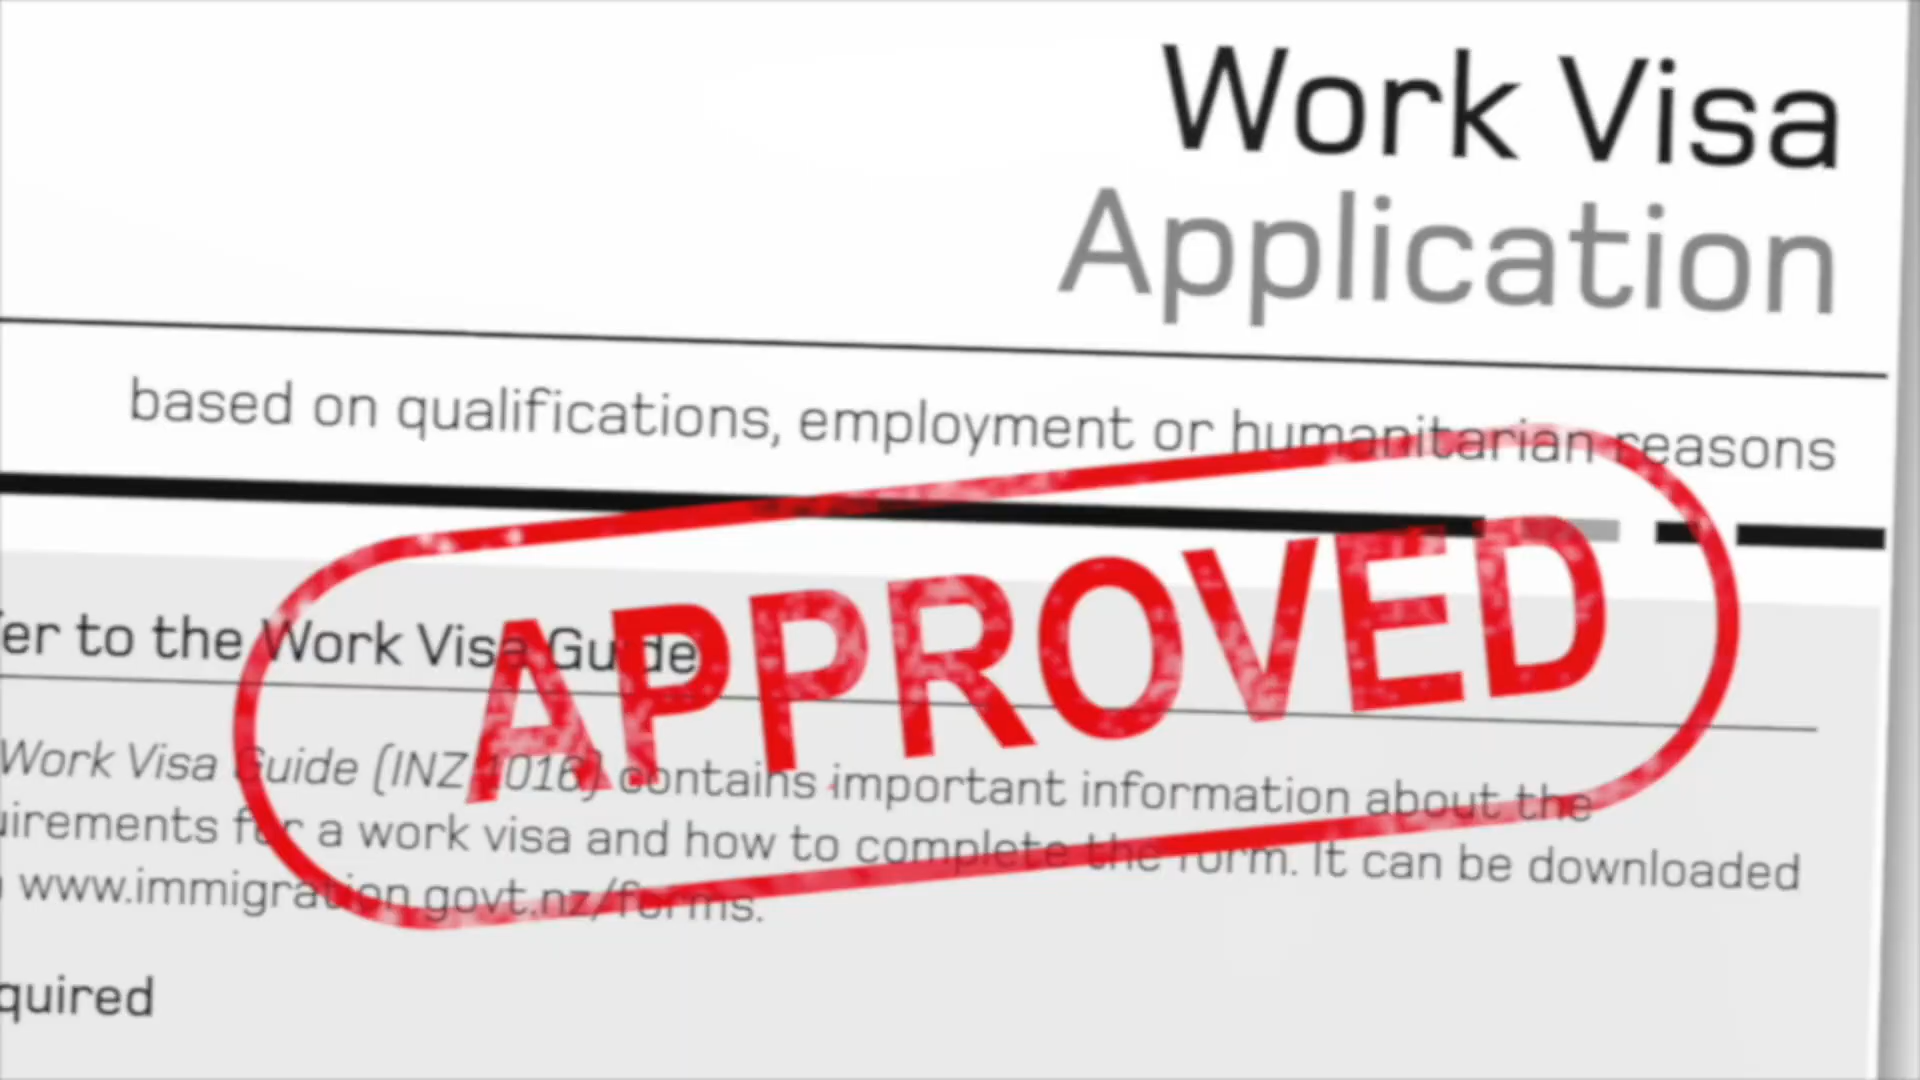 Work Visa
Application
based on qualifications, employment or humanitarian reasons
APPROVED
fer to the Work Visa Guide
Work Visa Guide (INZ 1016) contains important information about the
uirements for a work visa and how to complete the form. It can be downloaded
www.immigration.govt.nz/forms.
quired